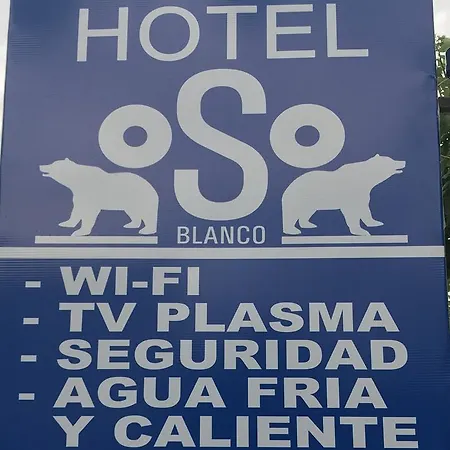 HOTEL
OSO
BLANCO
- WI-FI
- TV PLASMA
- SEGURIDAD
- AGUA FRIA
Y CALIENTE